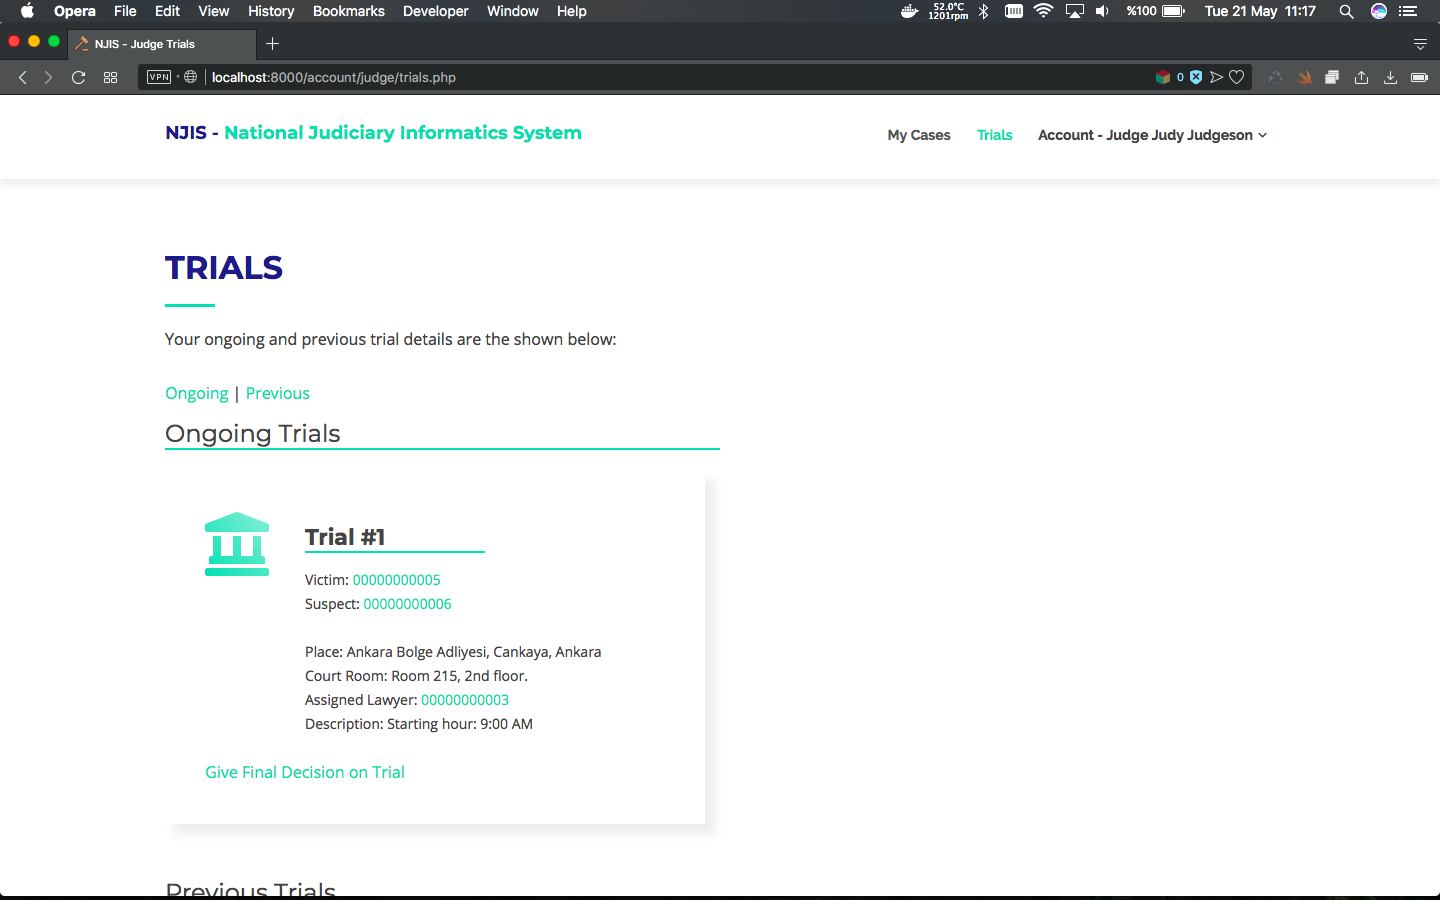 Opera File Edit View History Bookmarks Developer Window Help 52.0°C 1201rpm %100 Tue 21 May 11:17
NJIS - Judge Trials
VPN localhost:8000/account/judge/trials.php 0
NJIS - National Judiciary Informatics System My Cases Trials Account - Judge Judy Judgeson
TRIALS
Your ongoing and previous trial details are the shown below:
Ongoing | Previous
Ongoing Trials
Trial #1
Victim: 00000000005
Suspect: 00000000006
Place: Ankara Bolge Adliyesi, Cankaya, Ankara
Court Room: Room 215, 2nd floor.
Assigned Lawyer: 00000000003
Description: Starting hour: 9:00 AM
Give Final Decision on Trial
Previous Trials